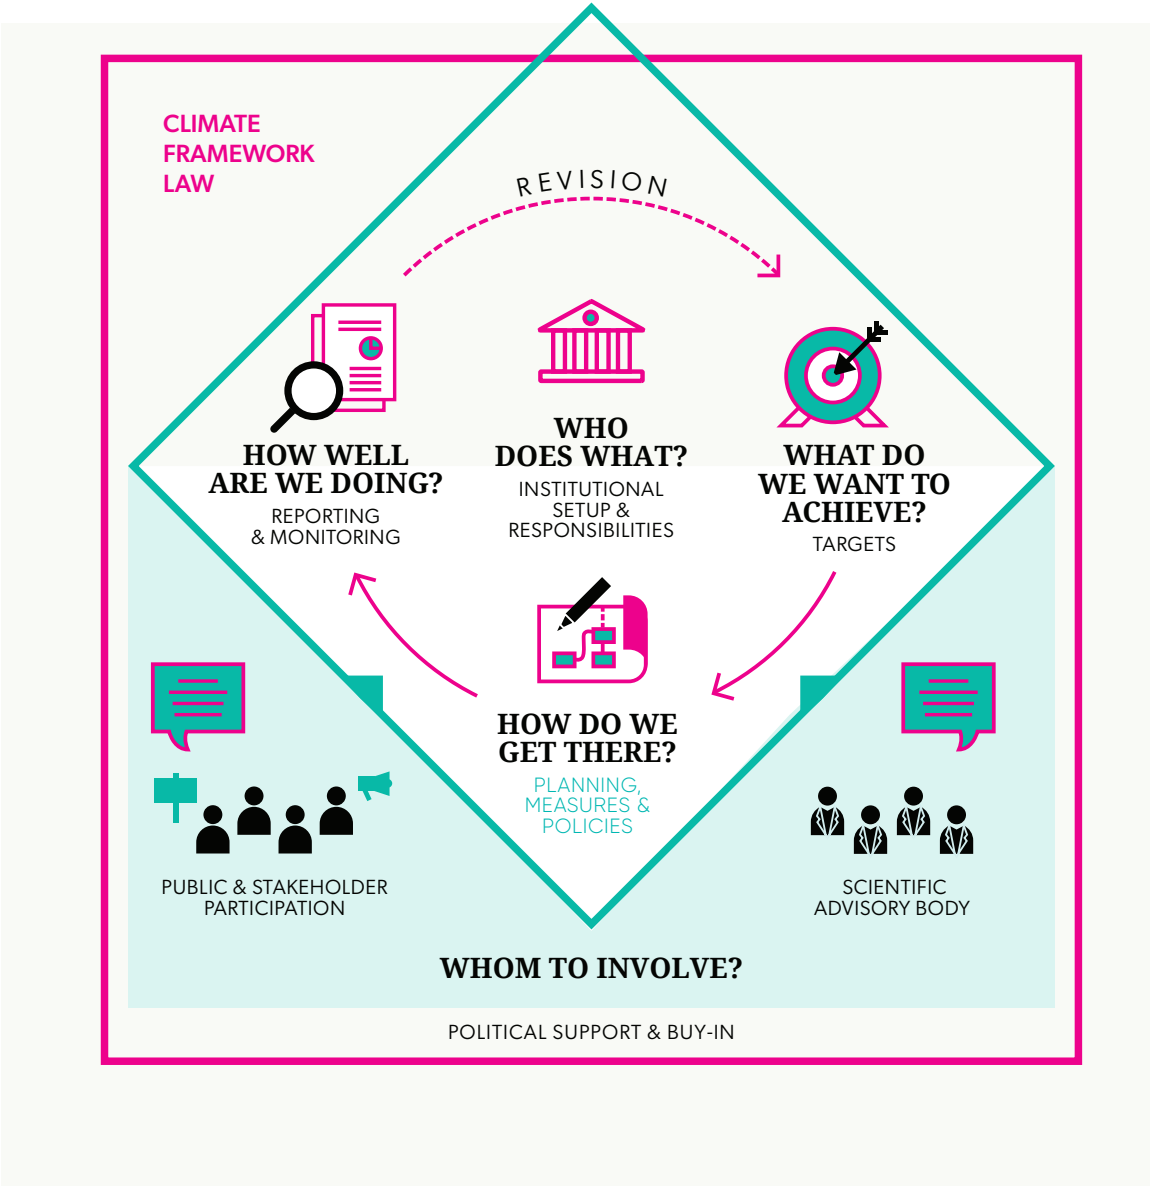 CLIMATE
FRAMEWORK
LAW
REVISION
HOW WELL
ARE WE DOING?
REPORTING
& MONITORING
WHO
DOES WHAT?
INSTITUTIONAL
SETUP &
RESPONSIBILITIES
WHAT DO
WE WANT TO
ACHIEVE?
TARGETS
HOW DO WE
GET THERE?
PLANNING,
MEASURES &
POLICIES
PUBLIC & STAKEHOLDER
PARTICIPATION
SCIENTIFIC
ADVISORY BODY
WHOM TO INVOLVE?
POLITICAL SUPPORT & BUY-IN